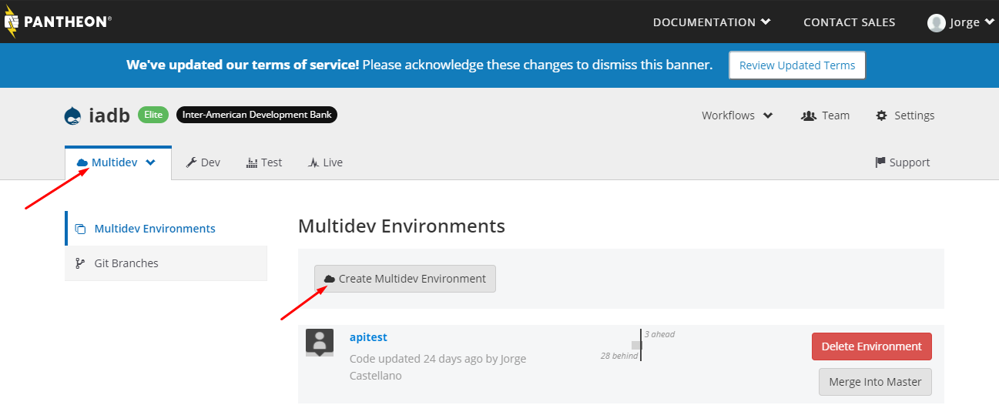 PANTHEON®
DOCUMENTATION
CONTACT SALES
Jorge
We've updated our terms of service! Please acknowledge these changes to dismiss this banner.
Review Updated Terms
iadb
Elite
Inter-American Development Bank
Workflows
Team
Settings
Multidev
Dev
Test
Live
Support
Multidev Environments
Git Branches
Multidev Environments
Create Multidev Environment
apitest
Code updated 24 days ago by Jorge
Castellano
3 ahead
28 behind
Delete Environment
Merge Into Master